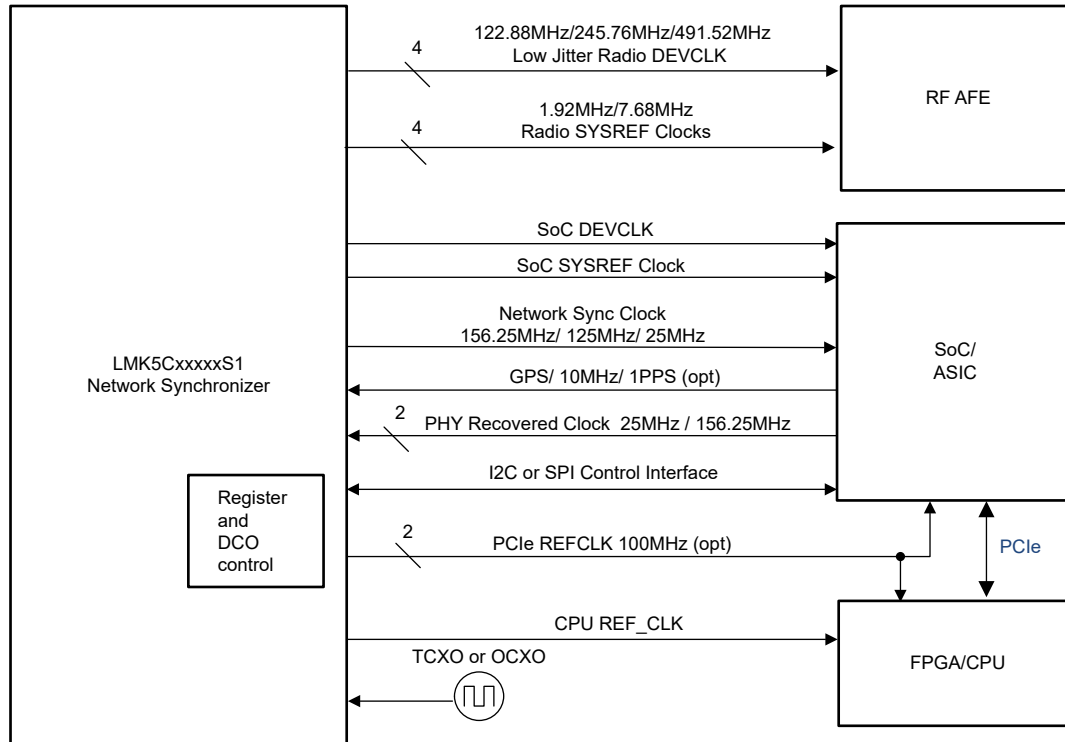 122.88MHz/245.76MHz/491.52MHz
4
Low Jitter Radio DEVCLK
RF AFE
1.92MHz/7.68MHz
4
Radio SYSREF Clocks
SoC DEVCLK
SoC SYSREF Clock
Network Sync Clock
156.25MHz/ 125MHz/ 25MHz
LMK5CxxxxxS1
Network Synchronizer
SoC/
ASIC
GPS/ 10MHz/ 1PPS (opt)
2
PHY Recovered Clock 25MHz / 156.25MHz
I2C or SPI Control Interface
Register
and
DCO
control
2
PCIe REFCLK 100MHz (opt)
PCIe
CPU REF_CLK
FPGA/CPU
TCXO or OCXO